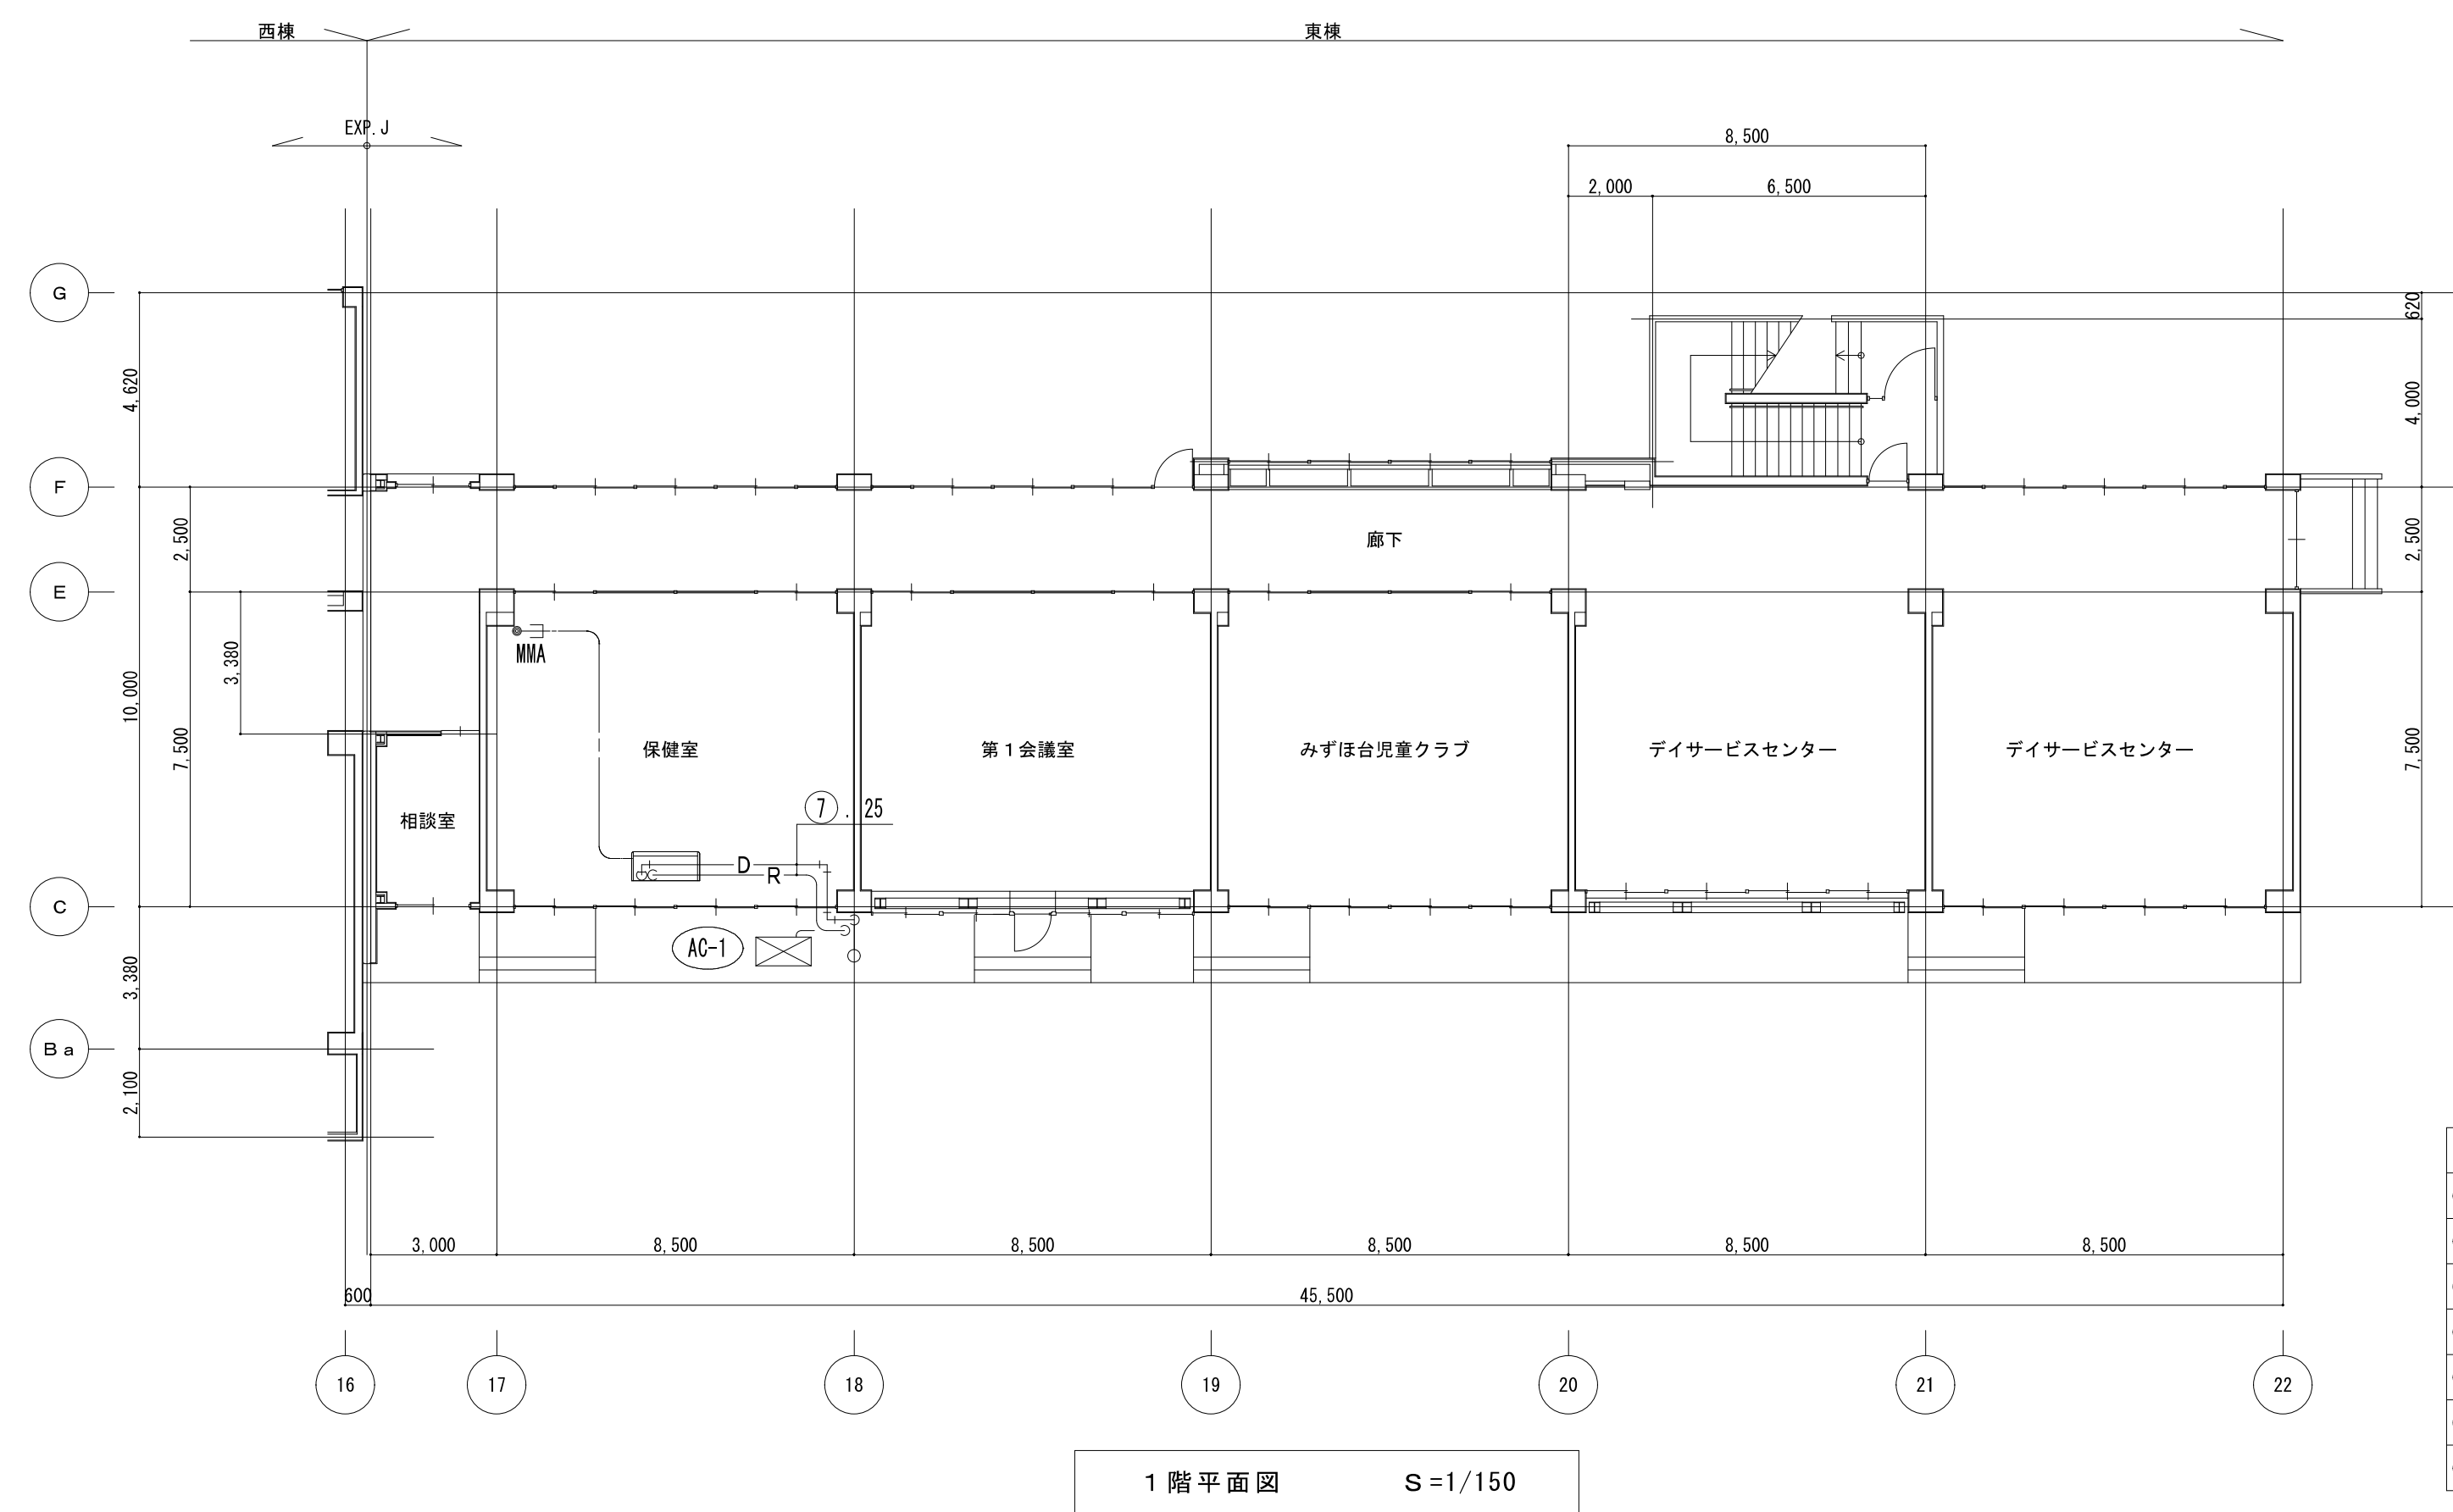 西棟
東棟
EXP.J
8,500
2,000
6,500
G
620
4,620
4,000
F
2,500
廊下
2,500
E
MMA
3,380
10,000
7,500
保健室
第1会議室
みずほ台児童クラブ
デイサービスセンター
デイサービスセンター
7,500
⑦. 25
相談室
D
R
C
AC-1
3,380
Ba
2,100
3,000
8,500
8,500
8,500
8,500
8,500
600
45,500
16
17
18
19
20
21
22
1階平面図 S=1/150